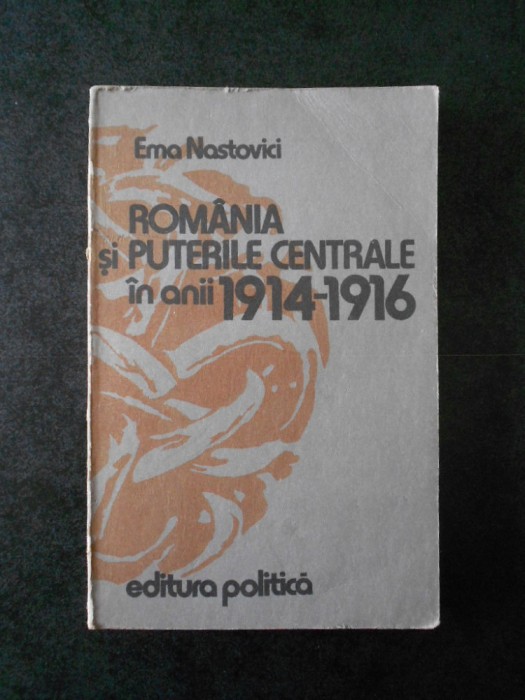 Ema Nastovici
ROMÂNIA
și PUTERILE CENTRALE
în anii 1914-1916
editura politică